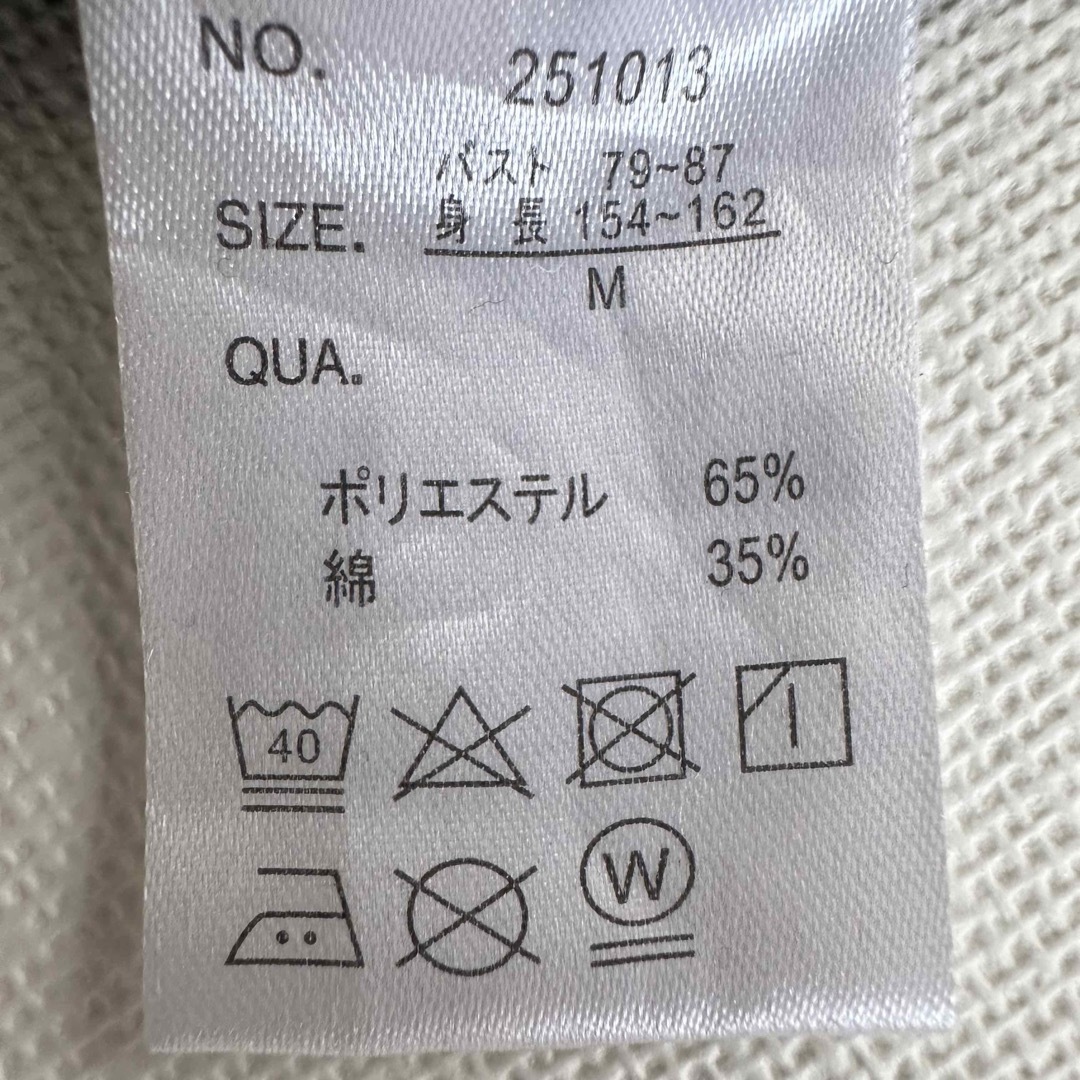 NO. 251013
バスト 79~87
SIZE. 身長 154~162
M
QUA.
ポリエステル 65%
綿 35%
40
W